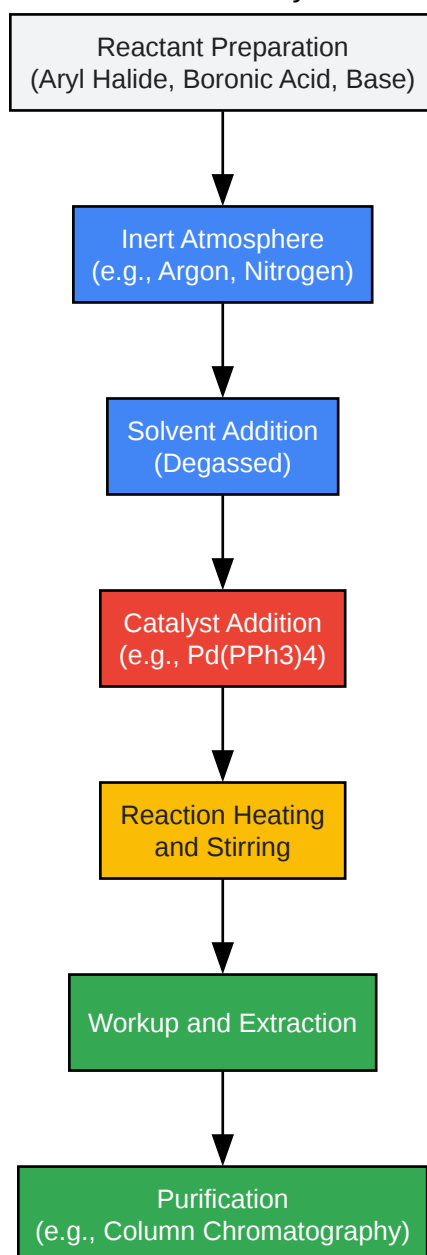 Reactant Preparation
(Aryl Halide, Boronic Acid, Base)
Inert Atmosphere
(e.g., Argon, Nitrogen)
Solvent Addition
(Degassed)
Catalyst Addition
(e.g., Pd(PPh3)4)
Reaction Heating
and Stirring
Workup and Extraction
Purification
(e.g., Column Chromatography)